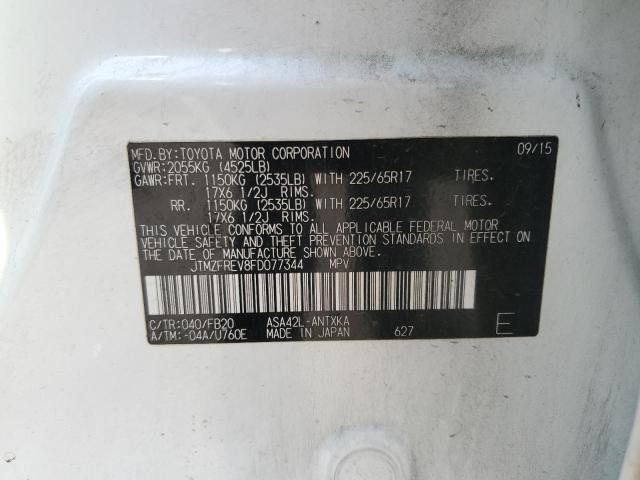 MFD.BY:TOYOTA MOTOR CORPORATION 09/15
GVWR:2055KG (4525LB)
GAWR:FRT. 1150KG (2535LB) WITH 225/65R17 TIRES.
17X6 1/2J RIMS.
RR. 1150KG (2535LB) WITH 225/65R17 TIRES.
17X6 1/2J RIMS.
THIS VEHICLE CONFORMS TO ALL APPLICABLE FEDERAL MOTOR
VEHICLE SAFETY AND THEFT PREVENTION STANDARDS IN EFFECT ON
THE DATE OF MANUFACTURE SHOWN ABOVE.
JTMZFREV8FD077344 MPV
C/TR:040/FB20 ASA42L-ANTXKA
A/TM:-04A/U760E MADE IN JAPAN 627 E